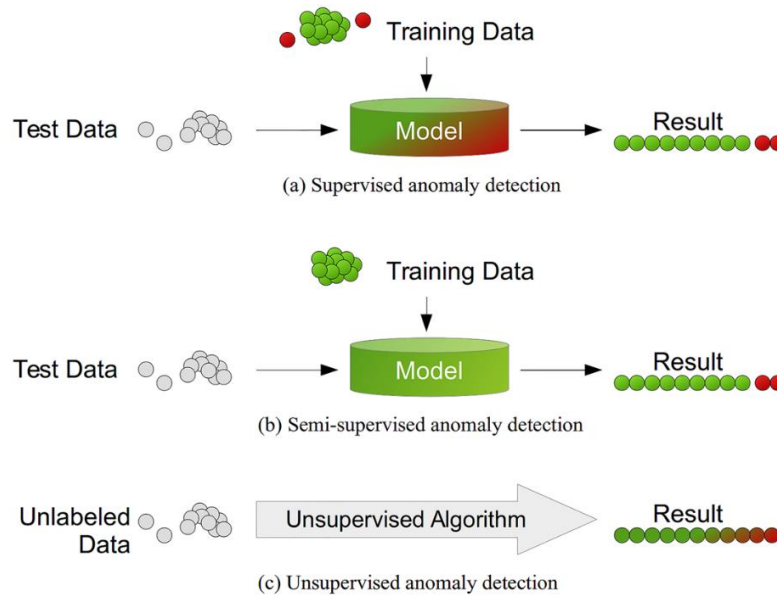 Training Data
Test Data
Model
Result
(a) Supervised anomaly detection
Training Data
Test Data
Model
Result
(b) Semi-supervised anomaly detection
Unlabeled
Data
Unsupervised Algorithm
Result
(c) Unsupervised anomaly detection